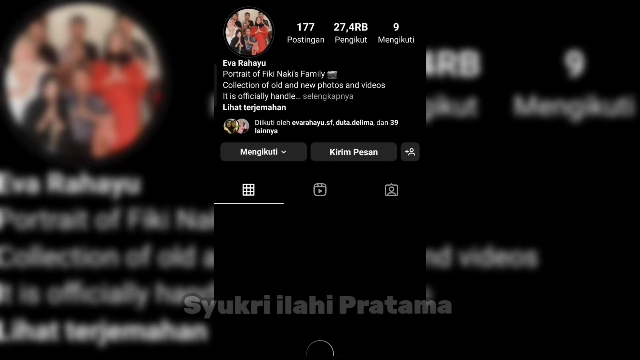 177 27,4RB 9
Postingan Pengikut Mengikuti
Eva Rahayu
Portrait of Fiki Naki's Family
Collection of old and new photos and videos
It is officially handle... selengkapnya
Lihat terjemahan
Diikuti oleh evarahayu.sf, duta.delima, dan 39
lainnya
Mengikuti Kirim Pesan
Syukri ilahi Pratama